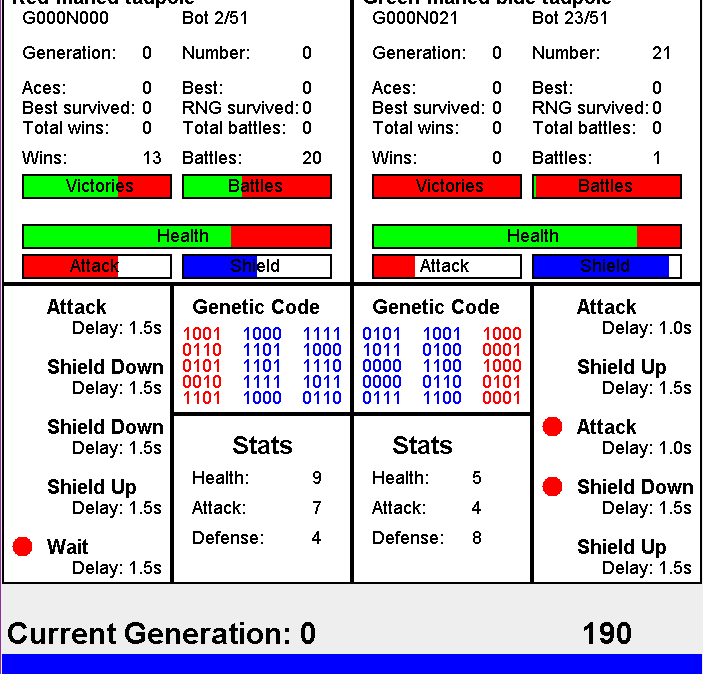 Red-maned tadpole
G000N000 Bot 2/51
Generation: 0 Number: 0
Aces: 0 Best: 0
Best survived: 0 RNG survived: 0
Total wins: 0 Total battles: 0
Wins: 13 Battles: 20
Victories Battles
Health
Attack Shield
Green-maned blue tadpole
G000N021 Bot 23/51
Generation: 0 Number: 21
Aces: 0 Best: 0
Best survived: 0 RNG survived: 0
Total wins: 0 Total battles: 0
Wins: 0 Battles: 1
Victories Battles
Health
Attack Shield
Attack
Delay: 1.5s
Shield Down
Delay: 1.5s
Shield Down
Delay: 1.5s
Shield Up
Delay: 1.5s
Wait
Delay: 1.5s
Genetic Code
1001 1000 1111
0110 1101 1000
0101 1101 1110
0010 1111 1011
1101 1000 0110
Stats
Health: 9
Attack: 7
Defense: 4
Genetic Code
0101 1001 1000
1011 0100 0001
0000 1100 1000
0000 0110 0101
0111 1100 0001
Stats
Health: 5
Attack: 4
Defense: 8
Attack
Delay: 1.0s
Shield Up
Delay: 1.5s
Attack
Delay: 1.0s
Shield Down
Delay: 1.5s
Shield Up
Delay: 1.5s
Current Generation: 0 190